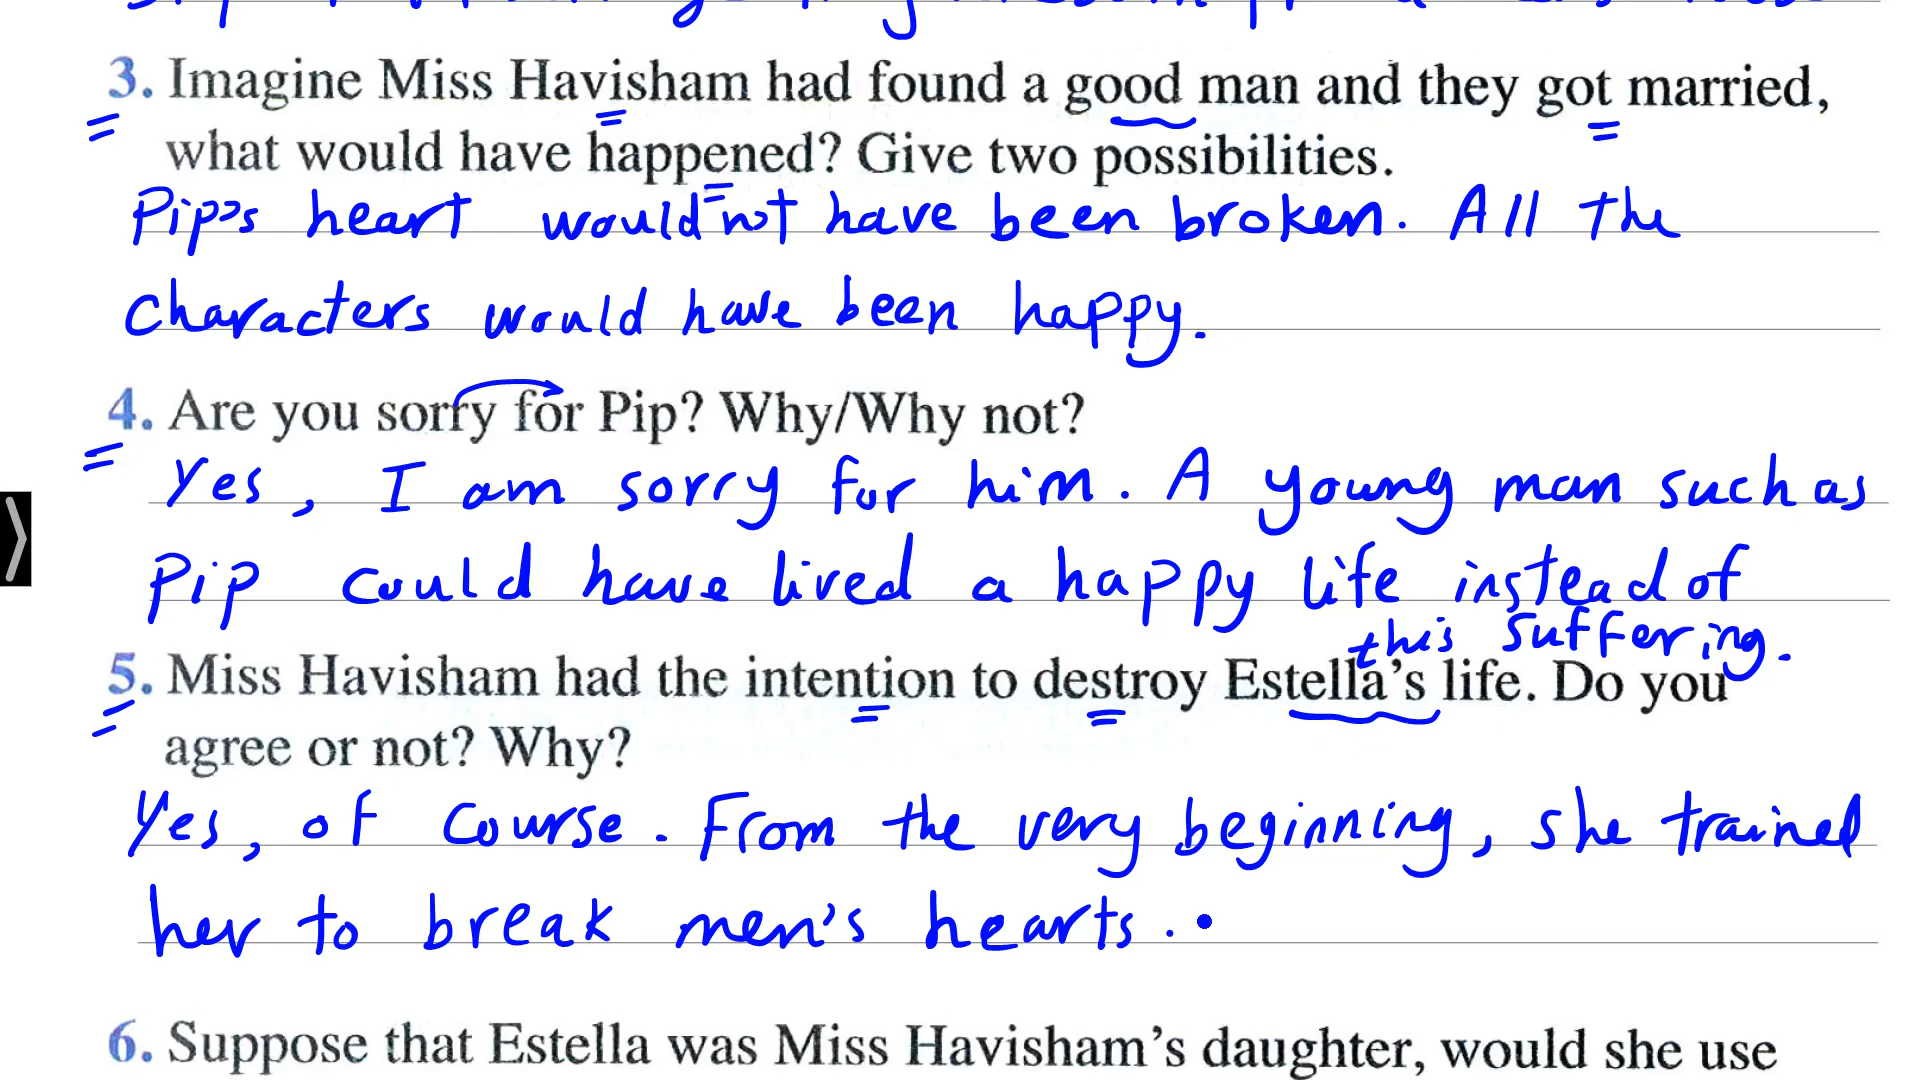 3. Imagine Miss Havisham had found a good man and they got married,
what would have happened? Give two possibilities.
Pip's heart would not have been broken. All the
characters would have been happy.
4. Are you sorry for Pip? Why/Why not?
Yes, I am sorry for him. A young man such as
Pip could have lived a happy life instead of
this suffering.
5. Miss Havisham had the intention to destroy Estella's life. Do you
agree or not? Why?
Yes, of course. From the very beginning, she trained
her to break men's hearts.
6. Suppose that Estella was Miss Havisham's daughter, would she use